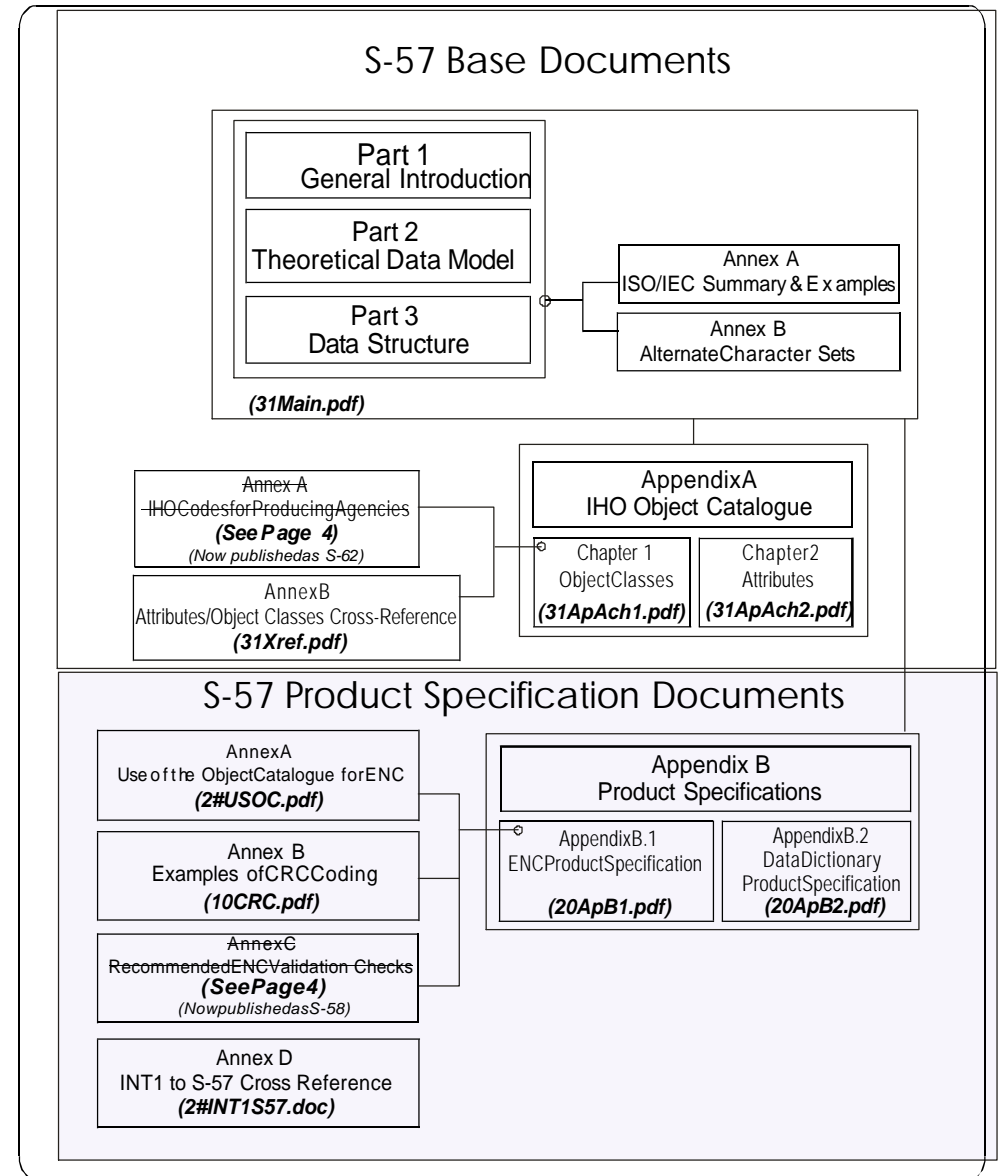 S-57 Base Documents
Part 1
General Introduction
Part 2
Theoretical Data Model
Part 3
Data Structure
(31Main.pdf)
Annex A
ISO/IEC Summary & Ex amples
Annex B
AlternateCharacter Sets
Annex A
IHOCodesforProducingAgencies
(See Page 4)
(Now publishedas S-62)
AnnexB
Attributes/Object Classes Cross-Reference
(31Xref.pdf)
AppendixA
IHO Object Catalogue
Chapter 1
ObjectClasses
(31ApAch1.pdf)
Chapter2
Attributes
(31ApAch2.pdf)
S-57 Product Specification Documents
AnnexA
Use of the ObjectCatalogue forENC
(2#USOC.pdf)
Annex B
Examples ofCRCCoding
(10CRC.pdf)
AnnexC
RecommendedENCValidation Checks
(SeePage4)
(NowpublishedasS-58)
Annex D
INT1 to S-57 Cross Reference
(2#INT1S57.doc)
Appendix B
Product Specifications
AppendixB.1
ENCProductSpecification
(20ApB1.pdf)
AppendixB.2
DataDictionary
ProductSpecification
(20ApB2.pdf)